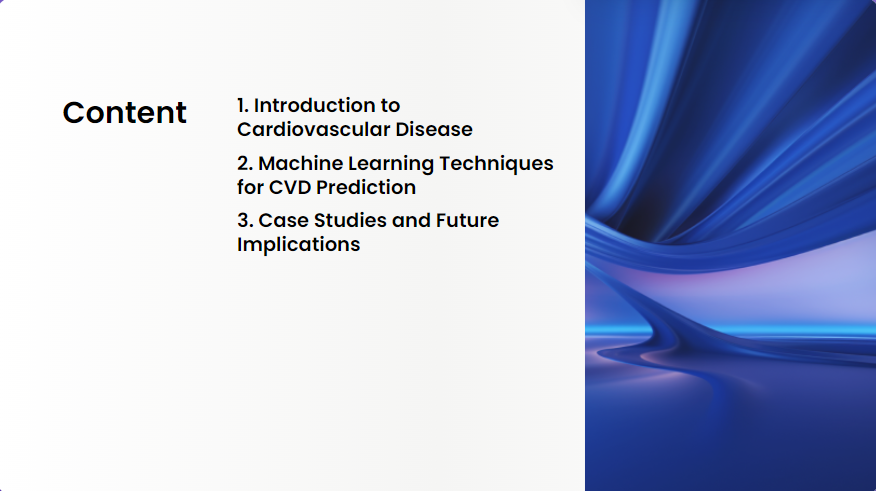 Content
1. Introduction to
Cardiovascular Disease
2. Machine Learning Techniques
for CVD Prediction
3. Case Studies and Future
Implications